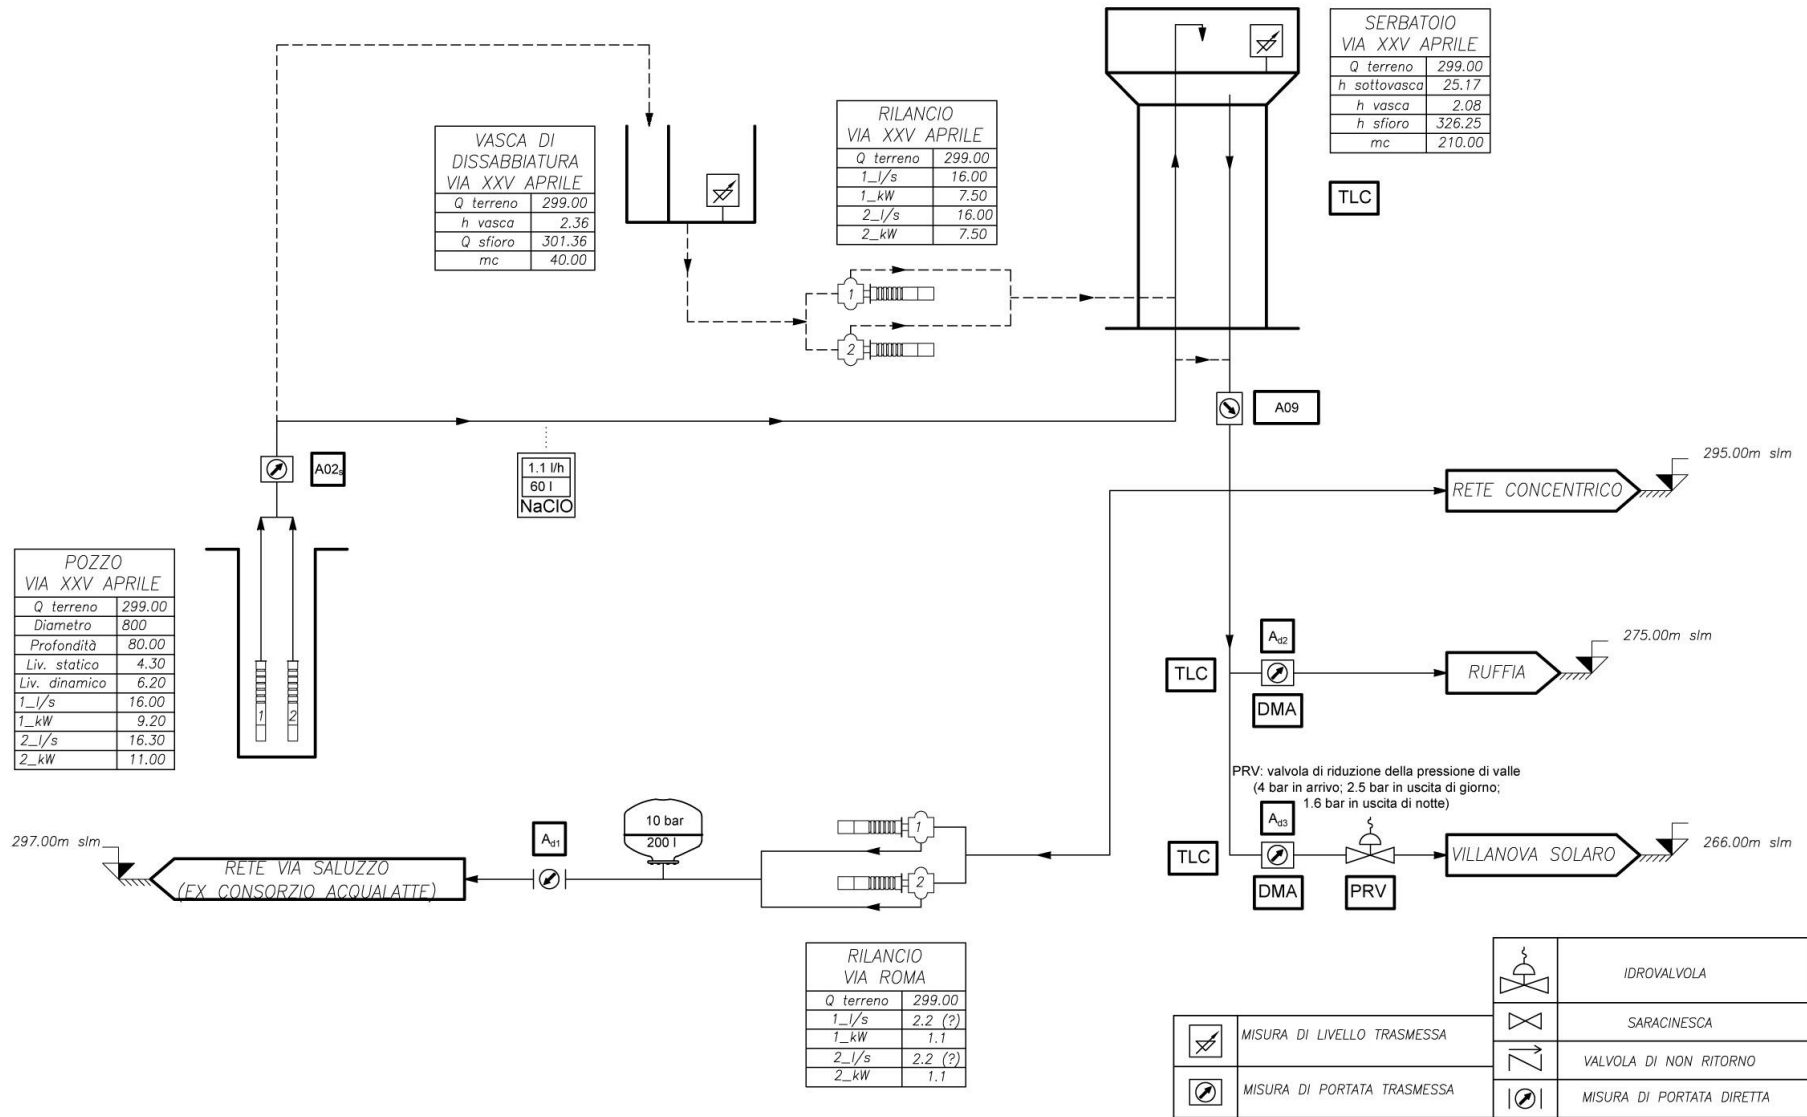 SERBATOIO
VIA XXV APRILE
Q terreno 299.00
h sottovasca 25.17
h vasca 2.08
h sfioro 326.25
mc 210.00
TLC
RILANCIO
VIA XXV APRILE
Q terreno 299.00
1_l/s 16.00
1_kW 7.50
2_l/s 16.00
2_kW 7.50
VASCA DI
DISSABBIATURA
VIA XXV APRILE
Q terreno 299.00
h vasca 2.36
Q sfioro 301.36
mc 40.00
1
2
A09
A02s
1.1 l/h
60 l
NaClO
295.00m slm
RETE CONCENTRICO
POZZO
VIA XXV APRILE
Q terreno 299.00
Diametro 800
Profondità 80.00
Liv. statico 4.30
Liv. dinamico 6.20
1_l/s 16.00
1_kW 9.20
2_l/s 16.30
2_kW 11.00
1 2
275.00m slm
Ad2
TLC
RUFFIA
DMA
PRV: valvola di riduzione della pressione di valle
(4 bar in arrivo; 2.5 bar in uscita di giorno;
1.6 bar in uscita di notte)
Ad3
266.00m slm
TLC
VILLANOVA SOLARO
DMA
PRV
297.00m slm
RETE VIA SALUZZO
(EX CONSORZIO ACQUALATTE)
Ad1
10 bar
200 l
1
2
RILANCIO
VIA ROMA
Q terreno 299.00
1_l/s 2.2 (?)
1_kW 1.1
2_l/s 2.2 (?)
2_kW 1.1
IDROVALVOLA
SARACINESCA
MISURA DI LIVELLO TRASMESSA
VALVOLA DI NON RITORNO
MISURA DI PORTATA TRASMESSA
MISURA DI PORTATA DIRETTA